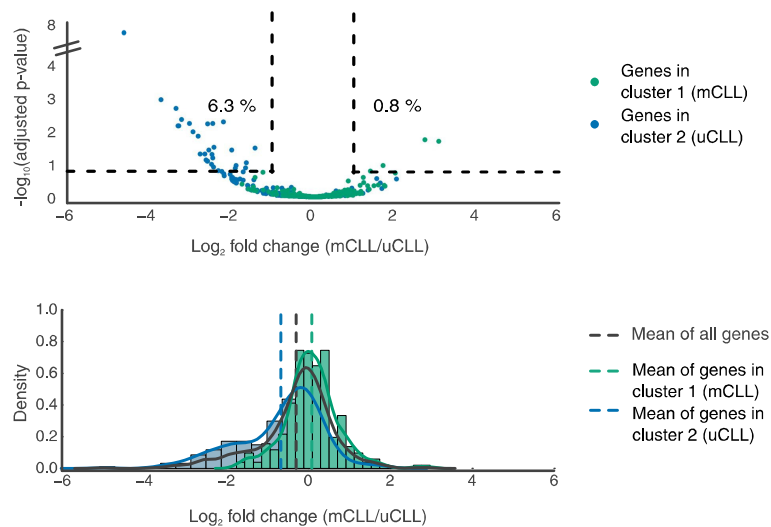 8
4
3
2
1
0
-log10(adjusted p-value)
6.3 %
0.8 %
−6
−4
−2
0
2
4
6
Log2 fold change (mCLL/uCLL)
Genes in
cluster 1 (mCLL)
Genes in
cluster 2 (uCLL)
1.0
0.8
0.6
0.4
0.2
0.0
Density
−6
−4
−2
0
2
4
6
Log2 fold change (mCLL/uCLL)
Mean of all genes
Mean of genes in
cluster 1 (mCLL)
Mean of genes in
cluster 2 (uCLL)